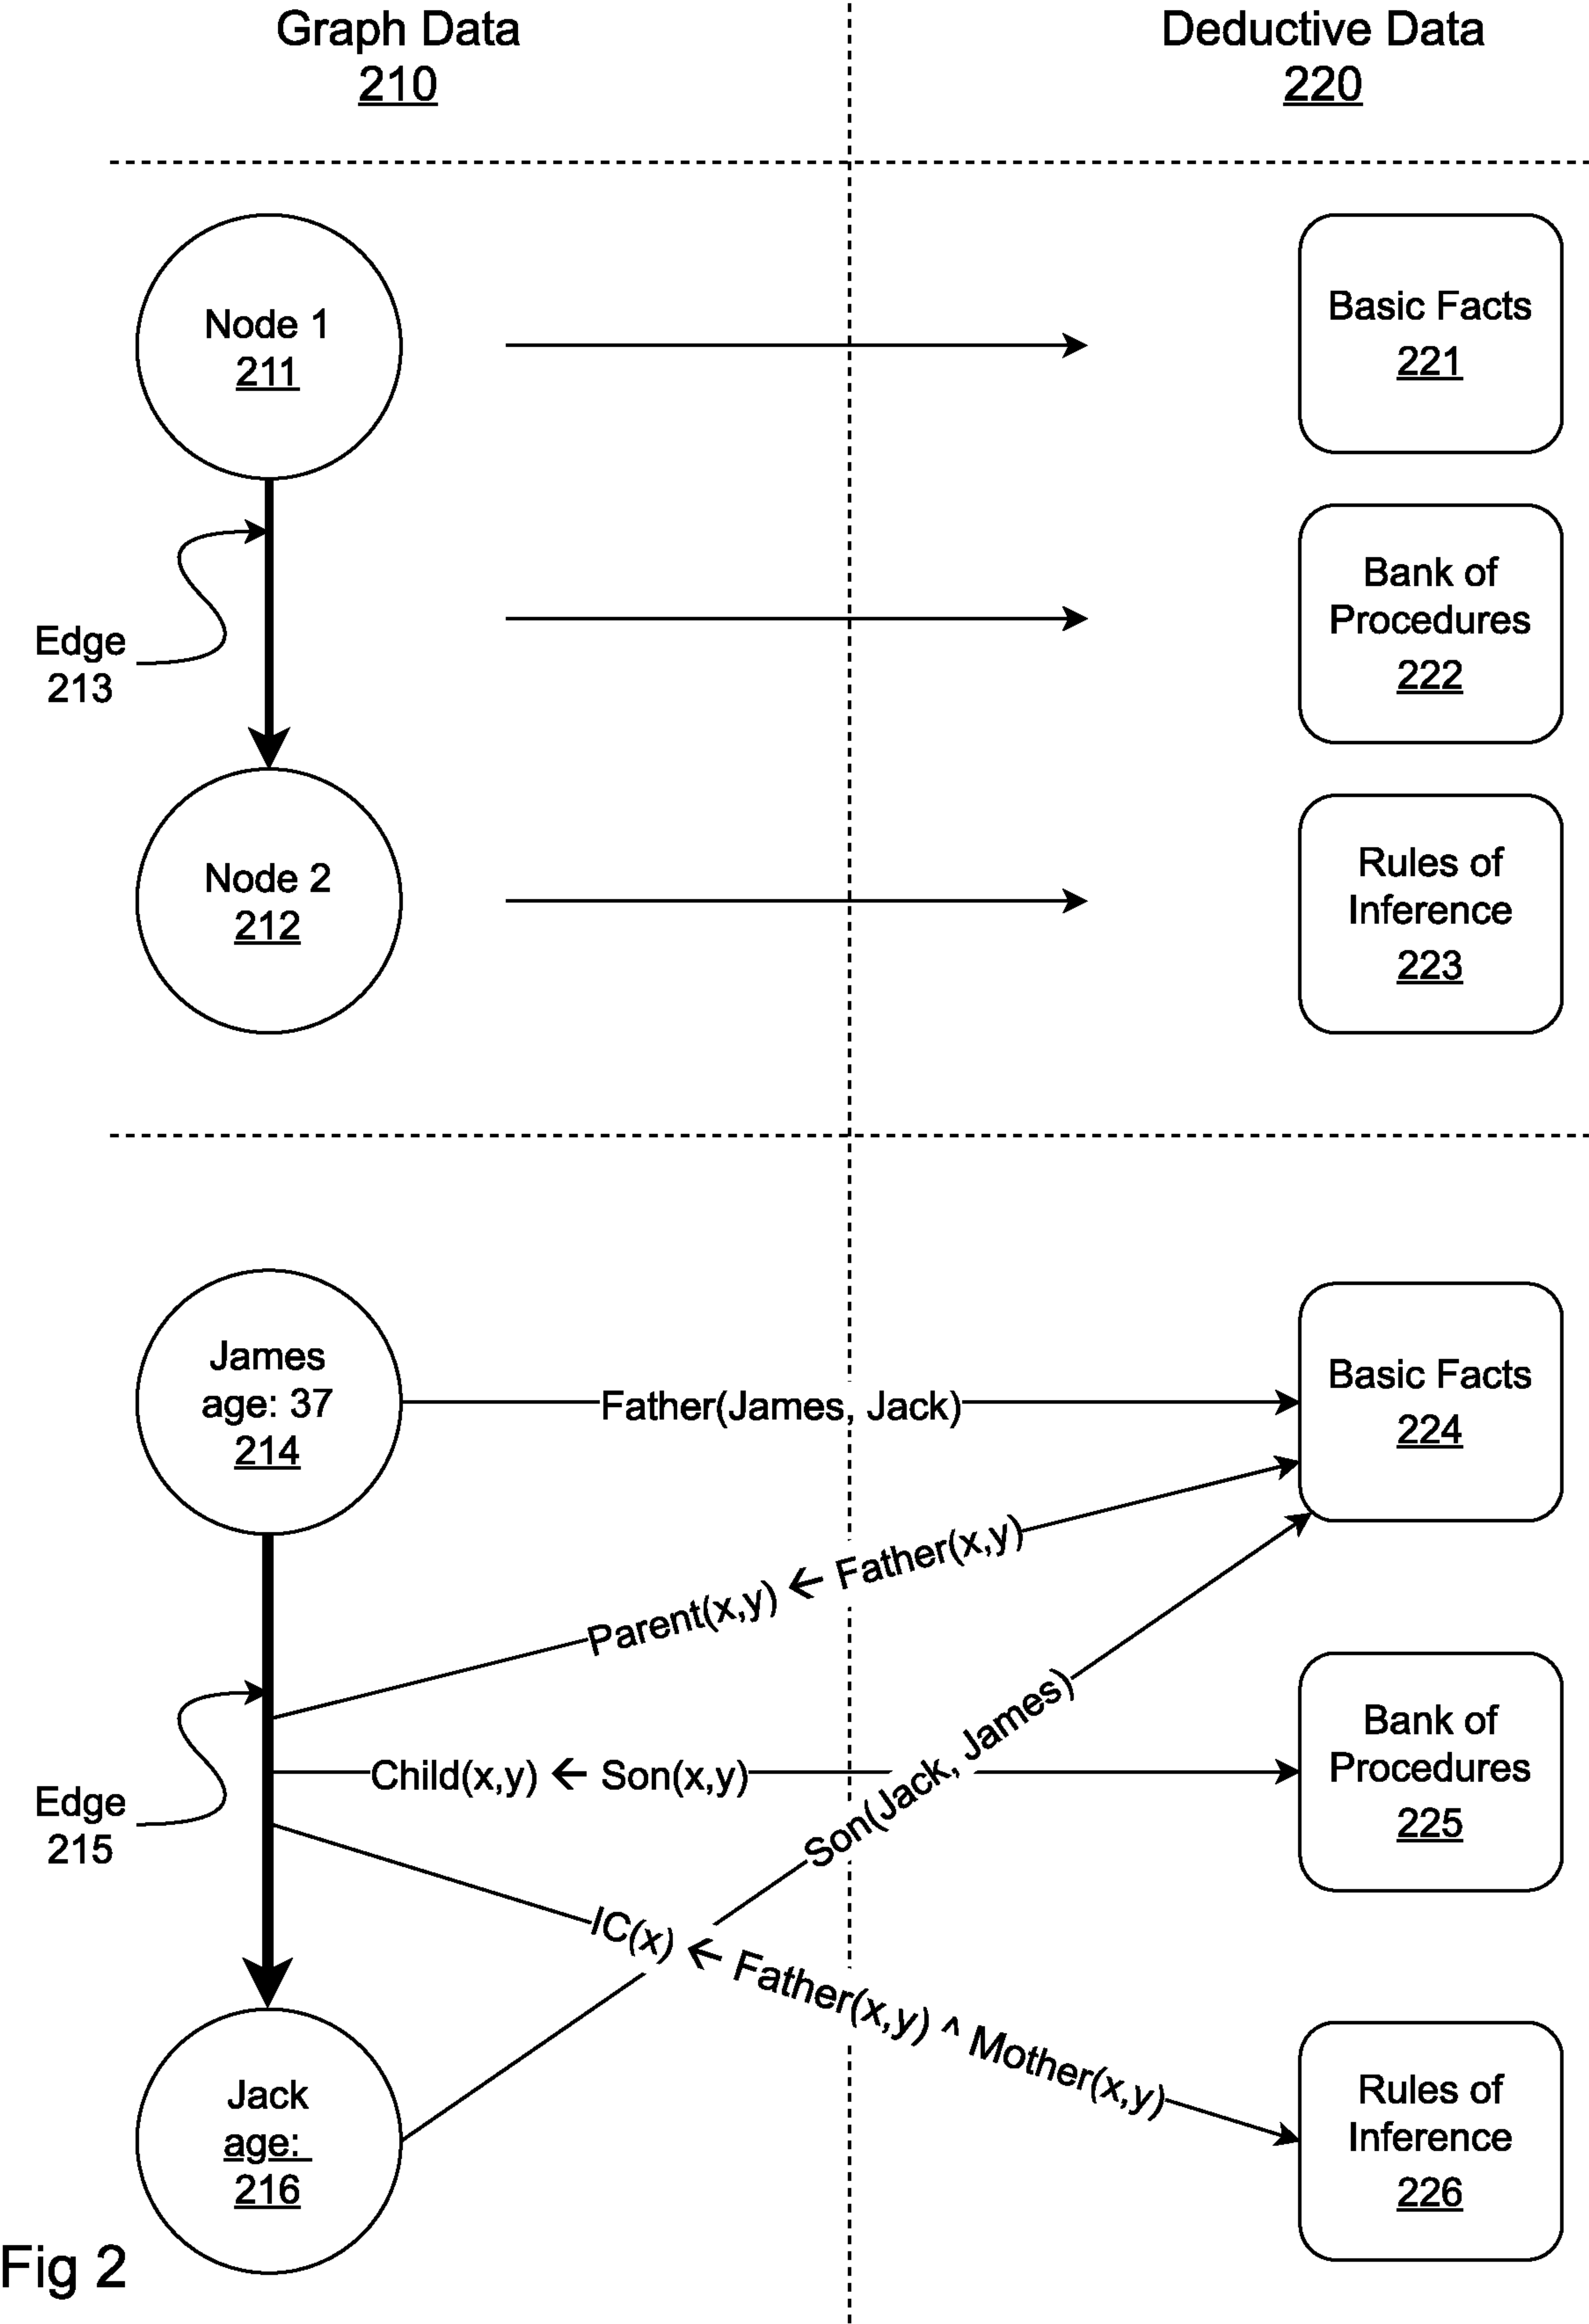 Graph Data
210
Deductive Data
220
Node 1
211
Basic Facts
221
Edge
213
Bank of
Procedures
222
Node 2
212
Rules of
Inference
223
James
age: 37
214
Father(James, Jack)
Basic Facts
224
Parent(x,y) ← Father(x,y)
Son(Jack, James)
Child(x,y) ← Son(x,y)
Edge
215
Bank of
Procedures
225
IC(x) ← Father(x,y) ^ Mother(x,y)
Jack
age:
216
Rules of
Inference
226
Fig 2